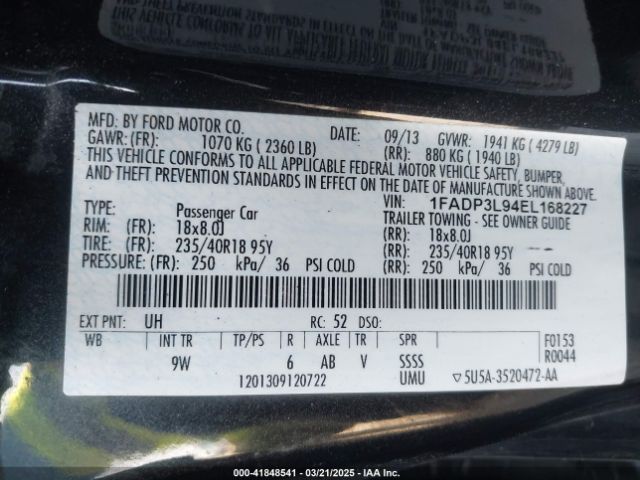 MFD. BY FORD MOTOR CO. DATE: 09/13 GVWR: 1941 KG ( 4279 LB)
GAWR: (FR): 1070 KG ( 2360 LB) (RR): 880 KG ( 1940 LB)
THIS VEHICLE CONFORMS TO ALL APPLICABLE FEDERAL MOTOR VEHICLE SAFETY, BUMPER,
AND THEFT PREVENTION STANDARDS IN EFFECT ON THE DATE OF MANUFACTURE SHOWN ABOVE.
VIN: 1FADP3L94EL168227
TYPE: Passenger Car TRAILER TOWING - SEE OWNER GUIDE
RIM: (FR): 18x8.0J (RR): 18x8.0J
TIRE: (FR): 235/40R18 95Y (RR): 235/40R18 95Y
PRESSURE: (FR): 250 kPa/ 36 PSI COLD (RR): 250 kPa/ 36 PSI COLD
EXT PNT: UH RC: 52 DSO:
WB INT TR TP/PS R AXLE TR SPR F0153
9W 6 AB V SSSS R0044
1201309120722 UMU ▽5U5A-3520472-AA
000-41848541 - 03/21/2025 - IAA Inc.